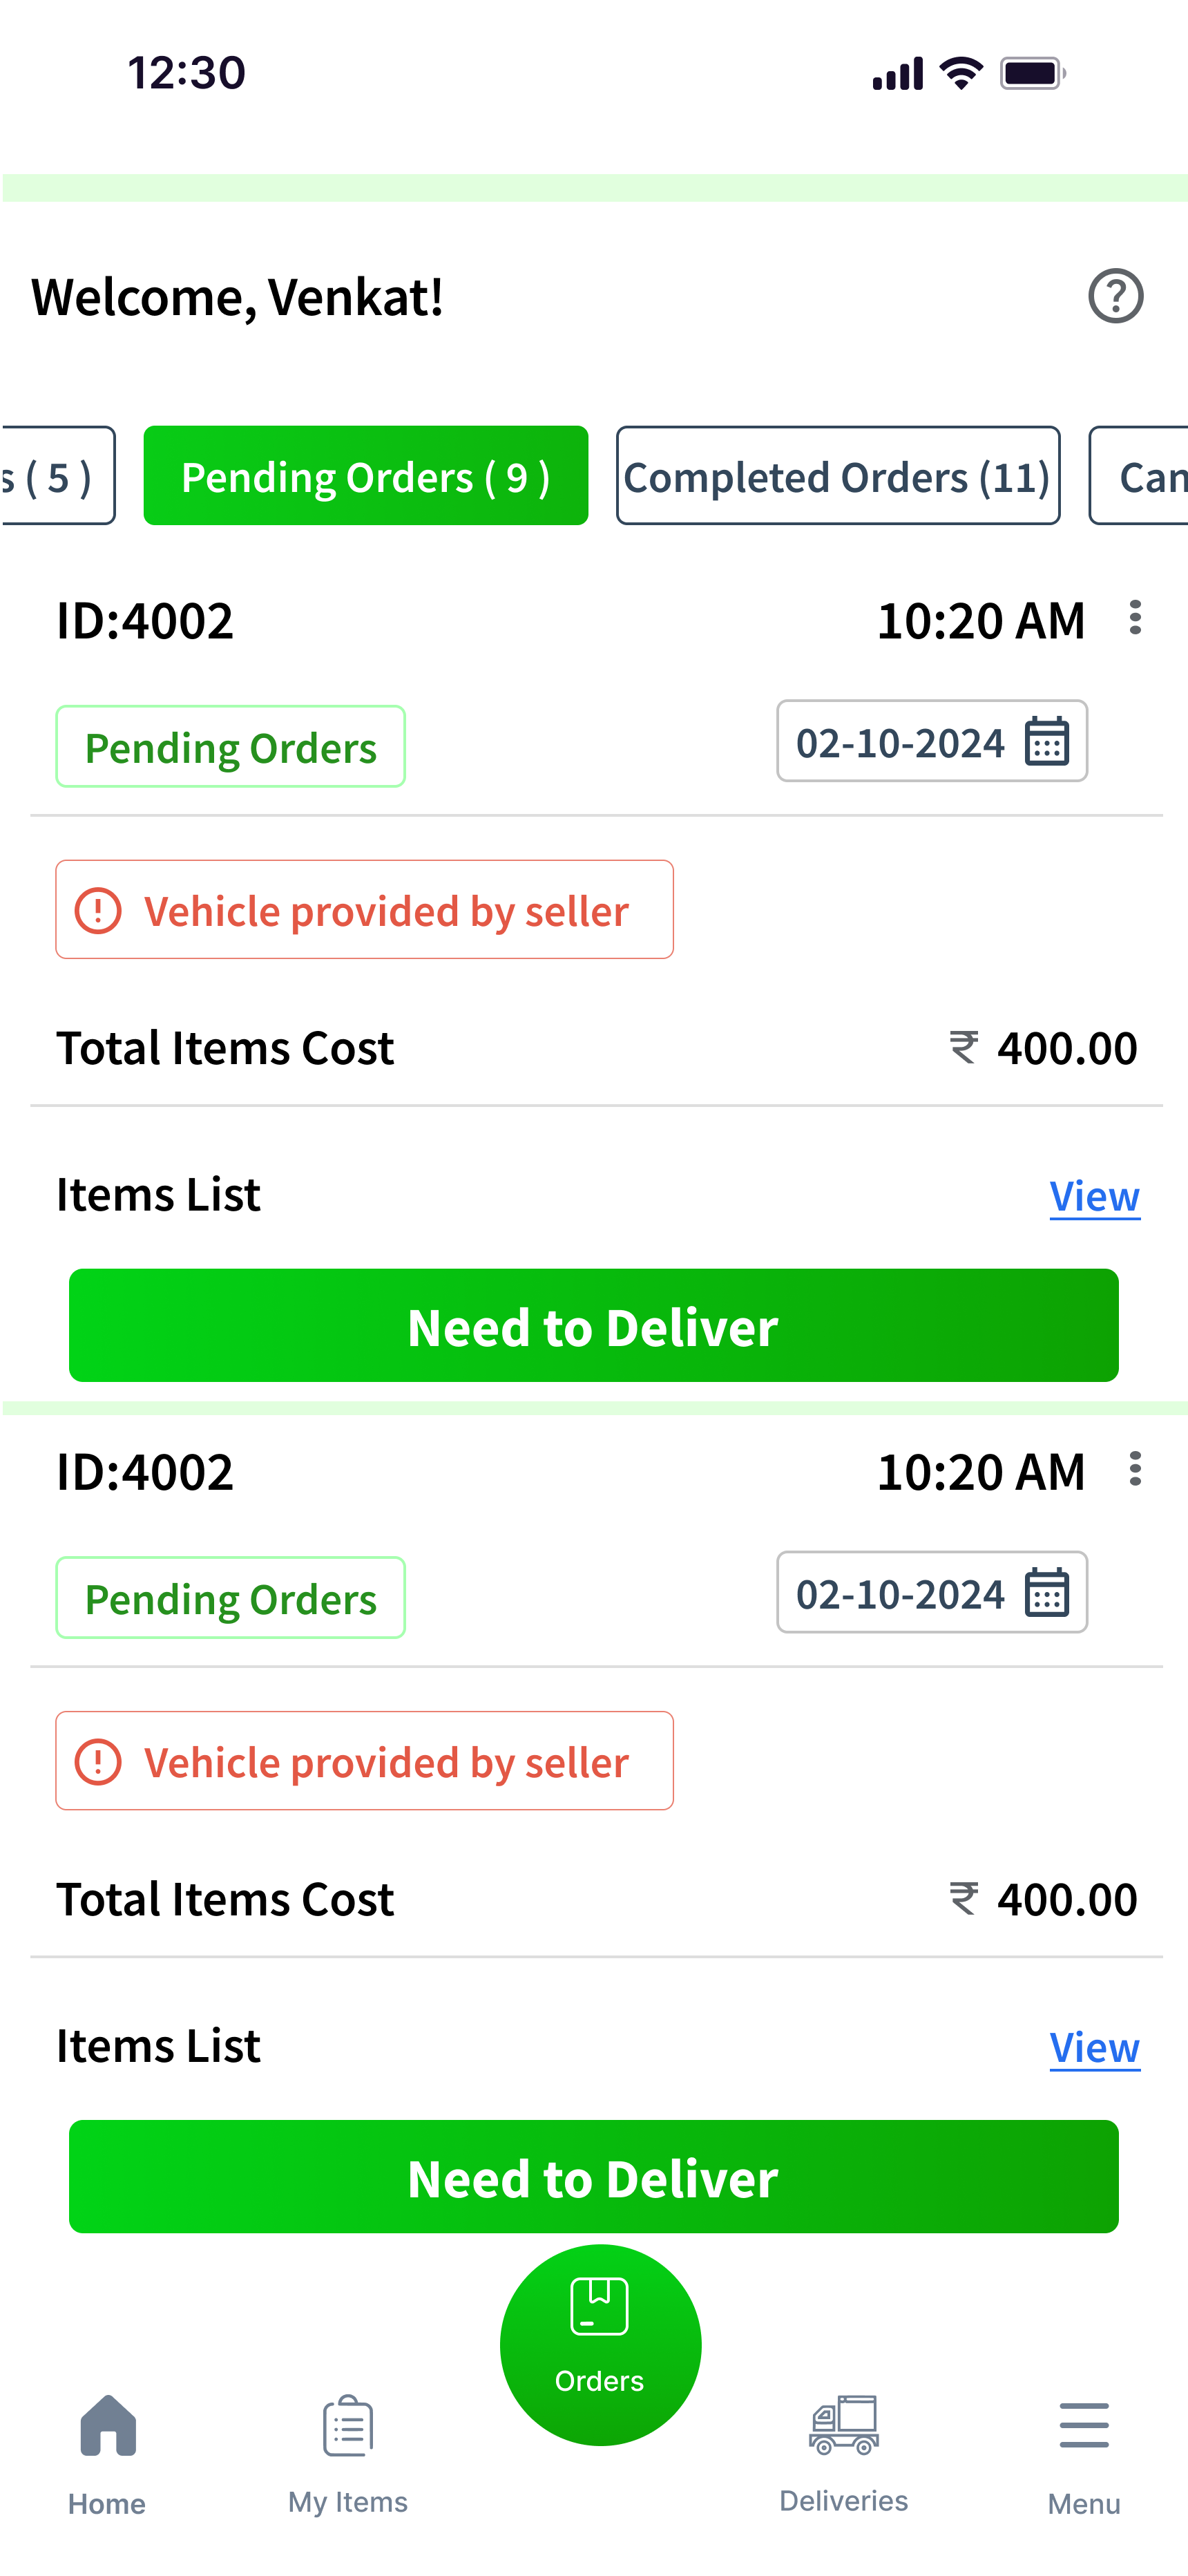 12:30
Welcome, Venkat!
s ( 5 ) Pending Orders ( 9 ) Completed Orders (11) Can
ID:4002 10:20 AM
Pending Orders 02-10-2024
Vehicle provided by seller
Total Items Cost ₹ 400.00
Items List View
Need to Deliver
ID:4002 10:20 AM
Pending Orders 02-10-2024
Vehicle provided by seller
Total Items Cost ₹ 400.00
Items List View
Need to Deliver
Orders
Home My Items Deliveries Menu